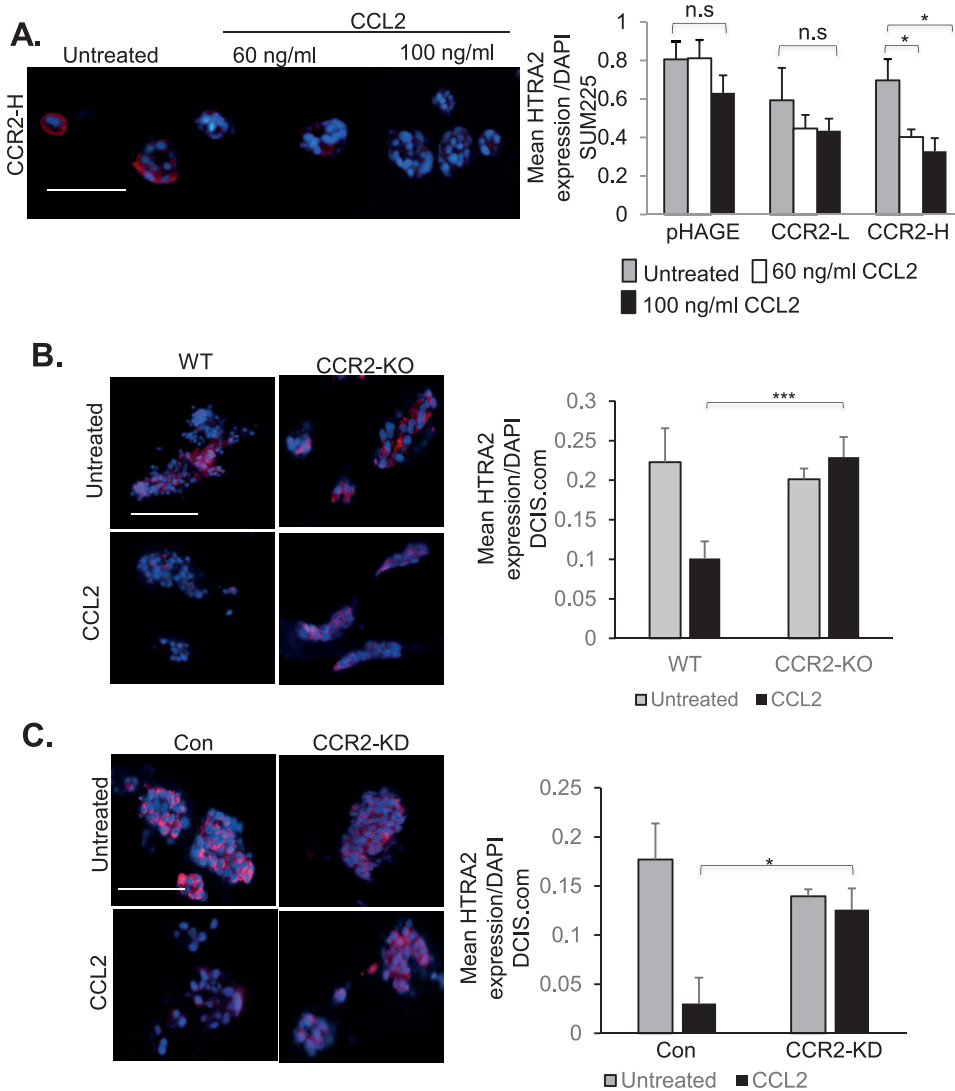 A.
CCL2
Untreated
60 ng/ml
100 ng/ml
CCR2-H
Mean HTRA2
expression /DAPI
SUM225
1
0.8
0.6
0.4
0.2
0
n.s
n.s
*
*
pHAGE
CCR2-L
CCR2-H
Untreated
60 ng/ml CCL2
100 ng/ml CCL2
B.
WT
CCR2-KO
Untreated
CCL2
Mean HTRA2
expression/DAPI
DCIS.com
0.3
0.25
0.2
0.15
0.1
0.05
0
***
WT
CCR2-KO
Untreated
CCL2
C.
Con
CCR2-KD
Untreated
CCL2
Mean HTRA2
expression/DAPI
DCIS.com
0.25
0.2
0.15
0.1
0.05
0
*
Con
CCR2-KD
Untreated
CCL2